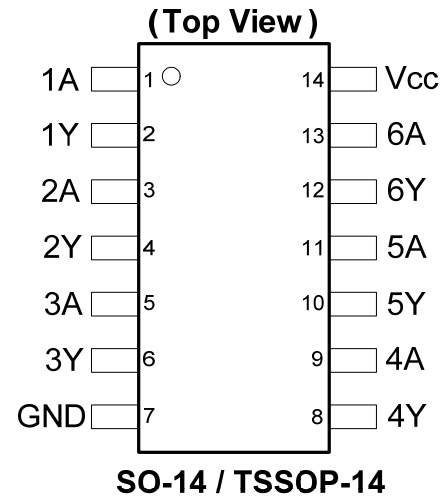 (Top View)
1A 1 14 Vcc
1Y 2 13 6A
2A 3 12 6Y
2Y 4 11 5A
3A 5 10 5Y
3Y 6 9 4A
GND 7 8 4Y
SO-14 / TSSOP-14